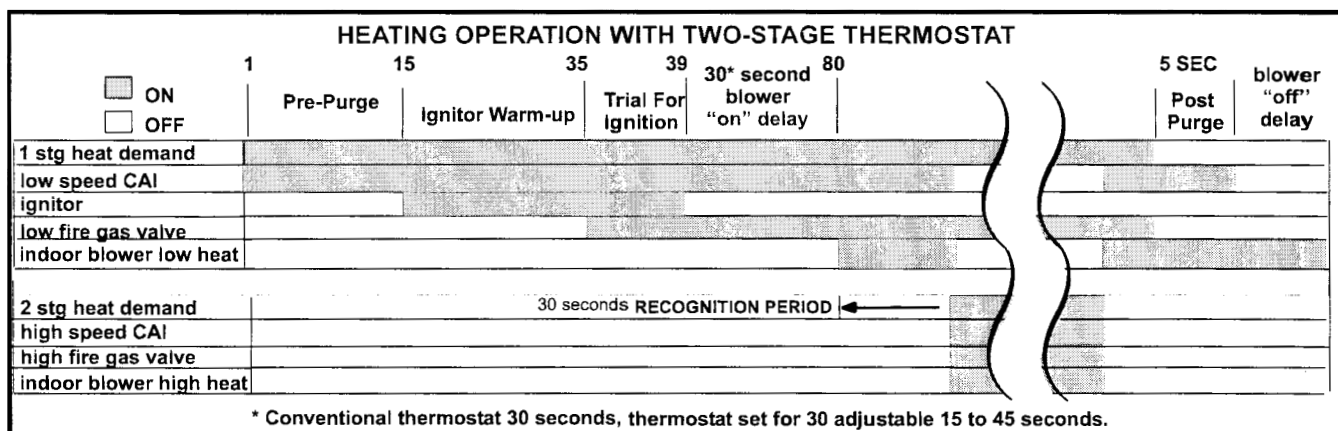 HEATING OPERATION WITH TWO-STAGE THERMOSTAT
1 15 35 39 80 5 SEC
ON
OFF
Pre-Purge
Ignitor Warm-up
Trial For
Ignition
30* second
blower
"on" delay
Post
Purge
blower
"off"
delay
1 stg heat demand
low speed CAI
ignitor
low fire gas valve
indoor blower low heat
2 stg heat demand
30 seconds RECOGNITION PERIOD
high speed CAI
high fire gas valve
indoor blower high heat
* Conventional thermostat 30 seconds, thermostat set for 30 adjustable 15 to 45 seconds.